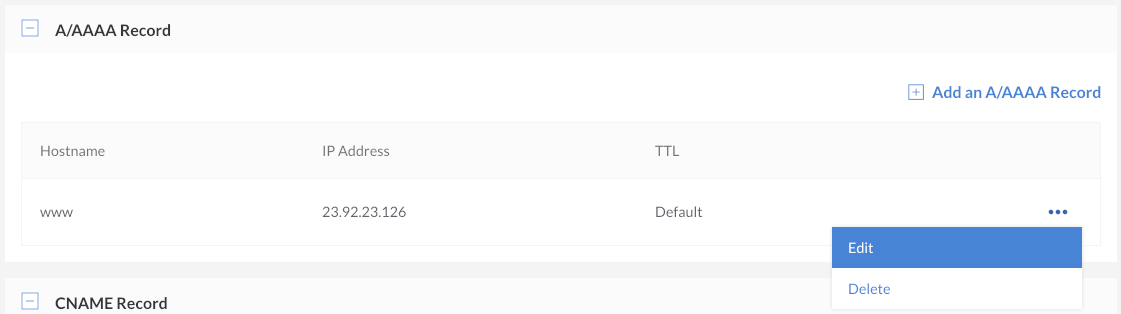 A/AAAA Record
Add an A/AAAA Record
Hostname IP Address TTL
www 23.92.23.126 Default
Edit
Delete
CNAME Record